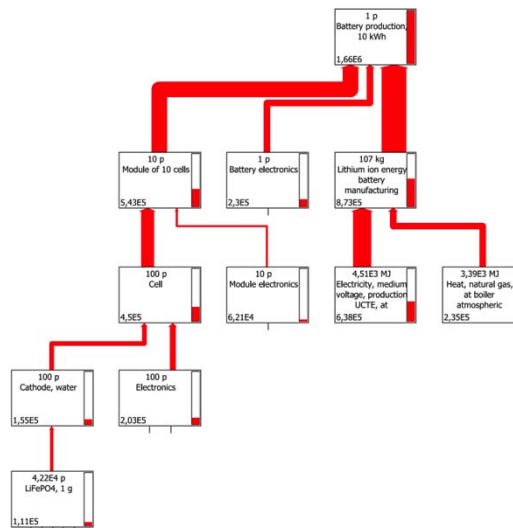 1 p
Battery production,
10 kWh
1,66E6
10 p
Module of 10 cells
5,43E5
1 p
Battery electronics
2,3E5
107 kg
Lithium ion energy
battery
manufacturing
8,73E5
100 p
Cell
4,5E5
10 p
Module electronics
6,21E4
4,51E3 MJ
Electricity, medium
voltage, production
UCTE, at
6,38E5
3,39E3 MJ
Heat, natural gas,
at boiler
atmospheric
2,35E5
100 p
Cathode, water
1,55E5
100 p
Electronics
2,03E5
4,22E4 p
LiFePO4, 1 g
1,11E5